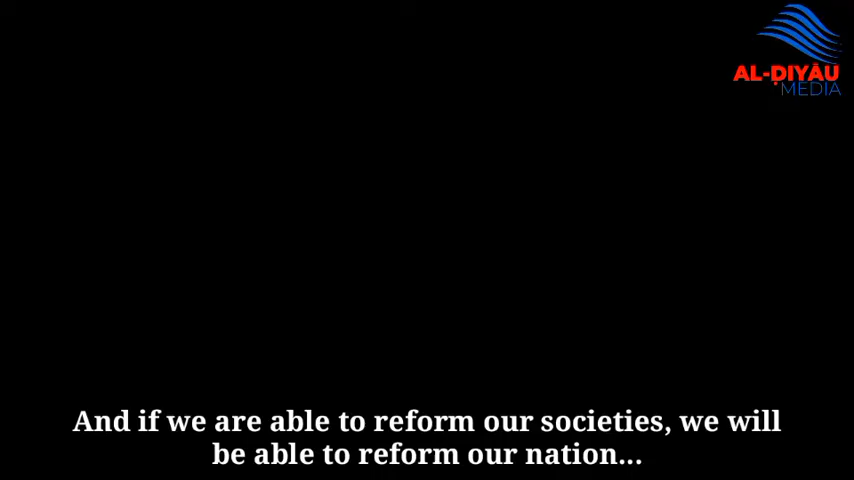 AL-ḌIYÂU
MEDIA
And if we are able to reform our societies, we will
be able to reform our nation...